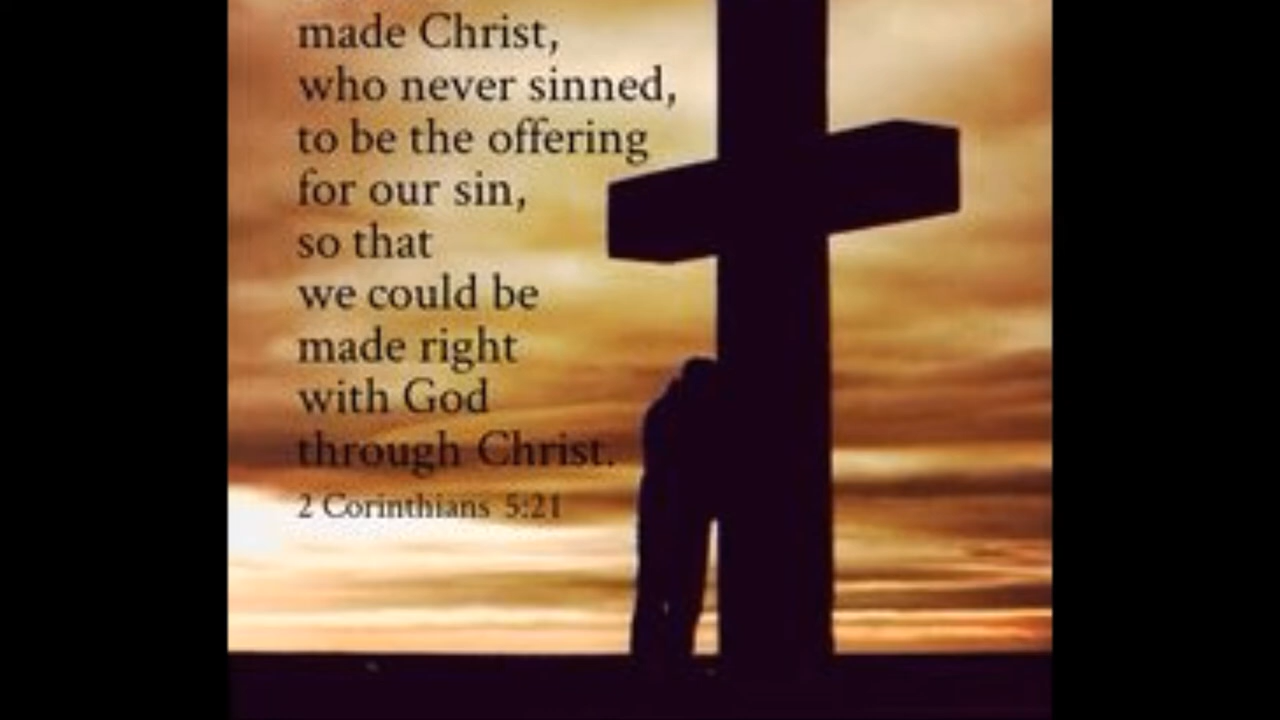 made Christ,
who never sinned,
to be the offering
for our sin,
so that
we could be
made right
with God
through Christ.
2 Corinthians 5:21